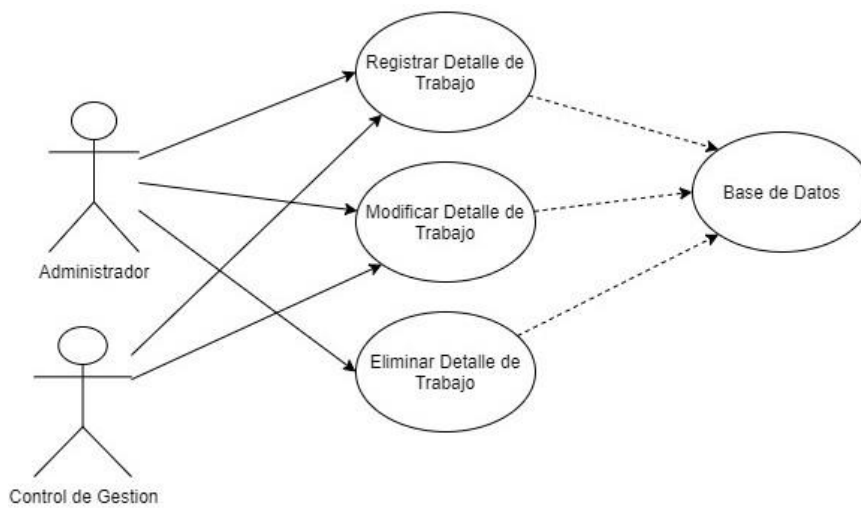 Registrar Detalle de
Trabajo
Base de Datos
Modificar Detalle de
Trabajo
Administrador
Eliminar Detalle de
Trabajo
Control de Gestion